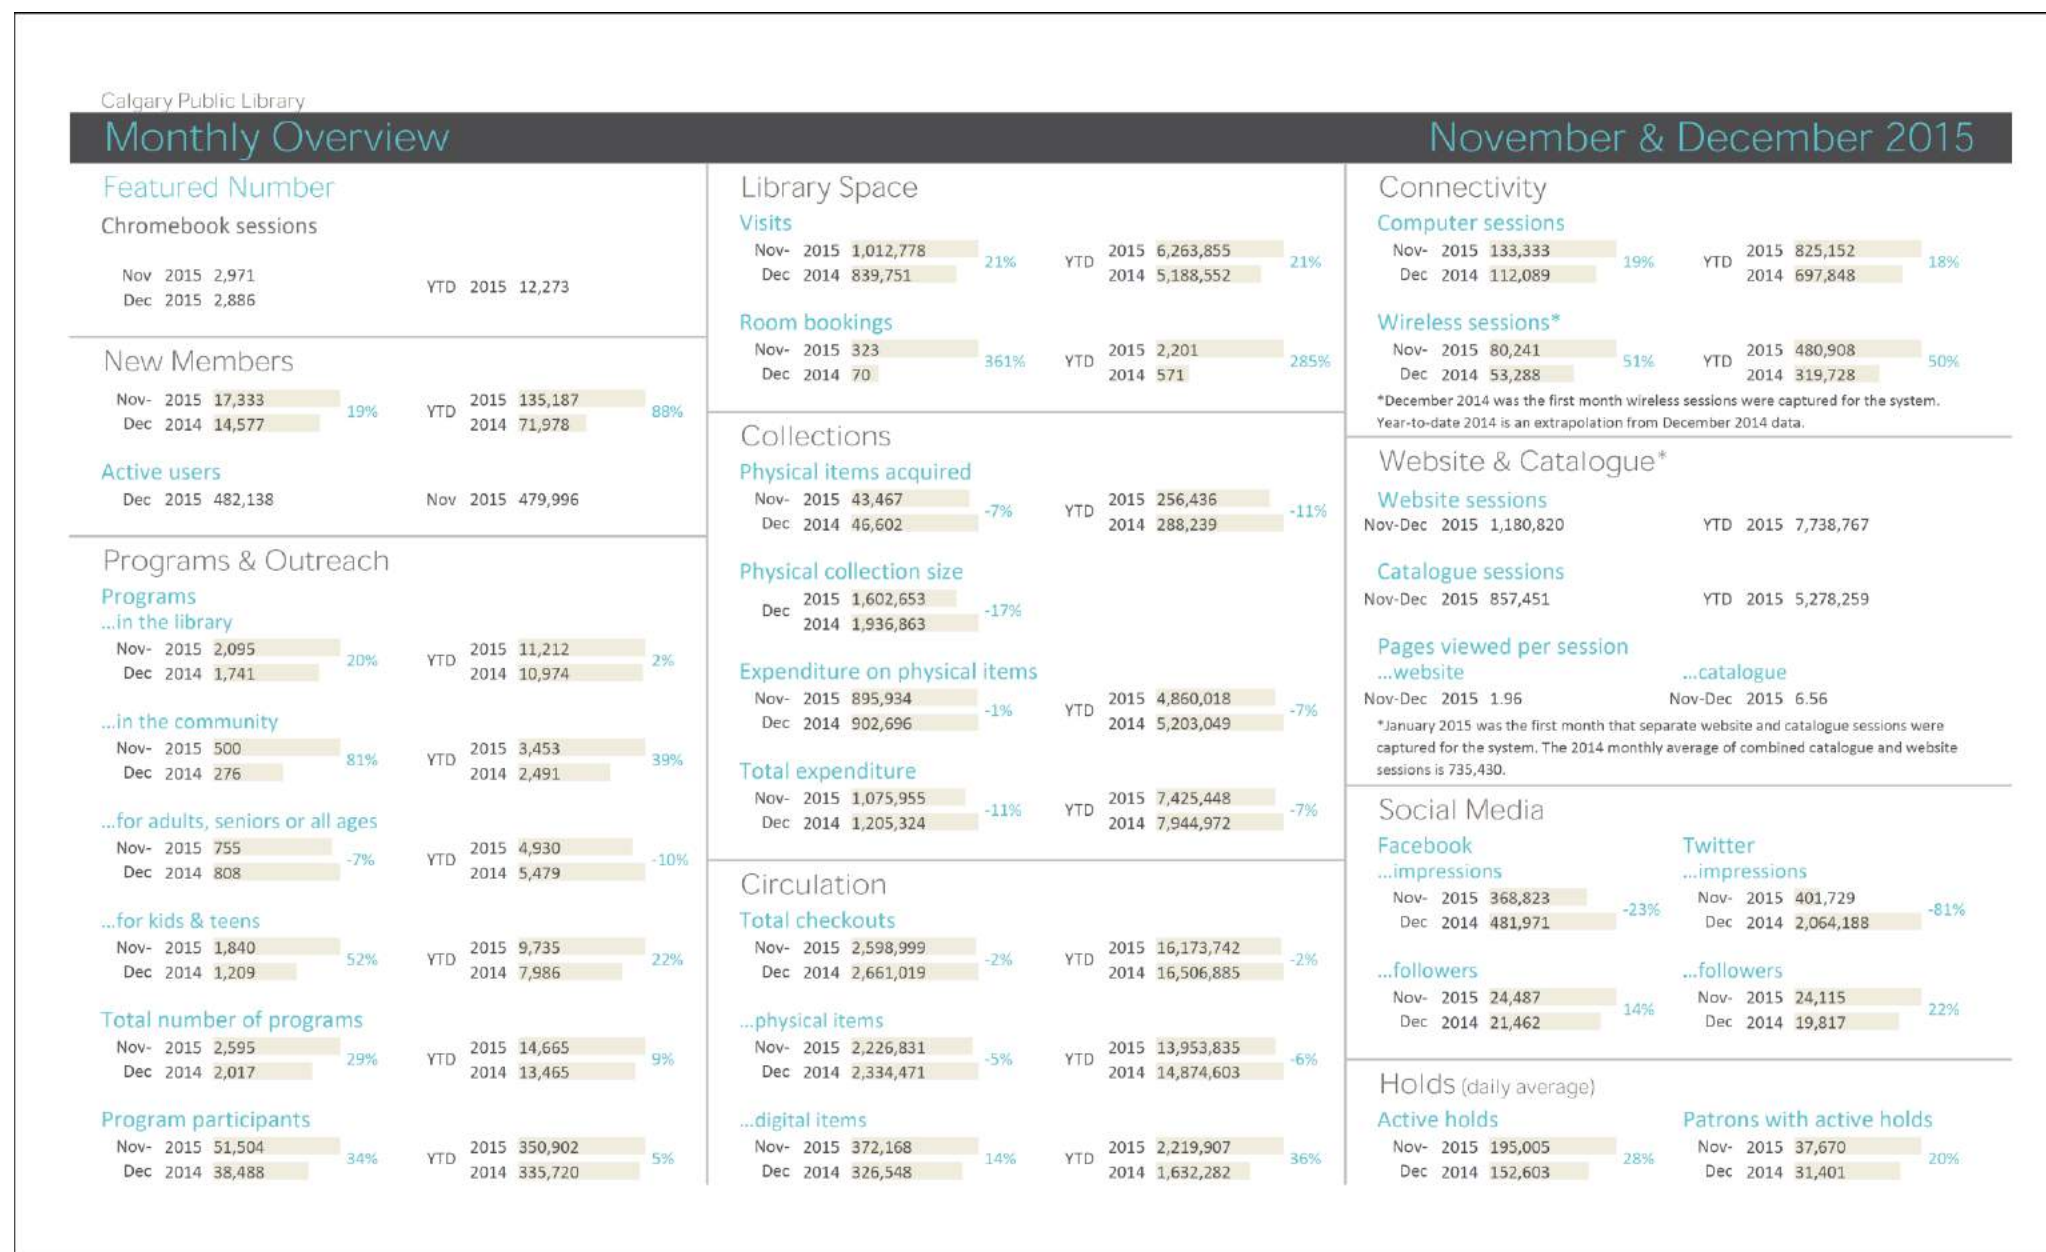 Calgary Public Library
Monthly Overview
November & December 2015
Featured Number
Chromebook sessions
Nov 2015 2,971
Dec 2015 2,886
YTD 2015 12,273
New Members
Nov- 2015 17,333
Dec 2014 14,577
19%
YTD
2015 135,187
2014 71,978
88%
Active users
Dec 2015 482,138
Nov 2015 479,996
Programs & Outreach
Programs
...in the library
Nov- 2015 2,095
Dec 2014 1,741
20%
YTD
2015 11,212
2014 10,974
2%
...in the community
Nov- 2015 500
Dec 2014 276
81%
YTD
2015 3,453
2014 2,491
39%
...for adults, seniors or all ages
Nov- 2015 755
Dec 2014 808
-7%
YTD
2015 4,930
2014 5,479
-10%
...for kids & teens
Nov- 2015 1,840
Dec 2014 1,209
52%
YTD
2015 9,735
2014 7,986
22%
Total number of programs
Nov- 2015 2,595
Dec 2014 2,017
29%
YTD
2015 14,665
2014 13,465
9%
Program participants
Nov- 2015 51,504
Dec 2014 38,488
34%
YTD
2015 350,902
2014 335,720
5%
Library Space
Visits
Nov- 2015 1,012,778
Dec 2014 839,751
21%
YTD
2015 6,263,855
2014 5,188,552
21%
Room bookings
Nov- 2015 323
Dec 2014 70
361%
YTD
2015 2,201
2014 571
285%
Collections
Physical items acquired
Nov- 2015 43,467
Dec 2014 46,602
-7%
YTD
2015 256,436
2014 288,239
-11%
Physical collection size
Dec
2015 1,602,653
2014 1,936,863
-17%
Expenditure on physical items
Nov- 2015 895,934
Dec 2014 902,696
-1%
YTD
2015 4,860,018
2014 5,203,049
-7%
Total expenditure
Nov- 2015 1,075,955
Dec 2014 1,205,324
-11%
YTD
2015 7,425,448
2014 7,944,972
-7%
Circulation
Total checkouts
Nov- 2015 2,598,999
Dec 2014 2,661,019
-2%
YTD
2015 16,173,742
2014 16,506,885
-2%
...physical items
Nov- 2015 2,226,831
Dec 2014 2,334,471
-5%
YTD
2015 13,953,835
2014 14,874,603
-6%
...digital items
Nov- 2015 372,168
Dec 2014 326,548
14%
YTD
2015 2,219,907
2014 1,632,282
36%
Connectivity
Computer sessions
Nov- 2015 133,333
Dec 2014 112,089
19%
YTD
2015 825,152
2014 697,848
18%
Wireless sessions*
Nov- 2015 80,241
Dec 2014 53,288
51%
YTD
2015 480,908
2014 319,728
50%
*December 2014 was the first month wireless sessions were captured for the system.
Year-to-date 2014 is an extrapolation from December 2014 data.
Website & Catalogue*
Website sessions
Nov-Dec 2015 1,180,820
YTD 2015 7,738,767
Catalogue sessions
Nov-Dec 2015 857,451
YTD 2015 5,278,259
Pages viewed per session
...website
...catalogue
Nov-Dec 2015 1.96
Nov-Dec 2015 6.56
*January 2015 was the first month that separate website and catalogue sessions were
captured for the system. The 2014 monthly average of combined catalogue and website
sessions is 735,430.
Social Media
Facebook
...impressions
Nov- 2015 368,823
Dec 2014 481,971
-23%
Twitter
...impressions
Nov- 2015 401,729
Dec 2014 2,064,188
-81%
...followers
Nov- 2015 24,487
Dec 2014 21,462
14%
...followers
Nov- 2015 24,115
Dec 2014 19,817
22%
Holds (daily average)
Active holds
Nov- 2015 195,005
Dec 2014 152,603
28%
Patrons with active holds
Nov- 2015 37,670
Dec 2014 31,401
20%